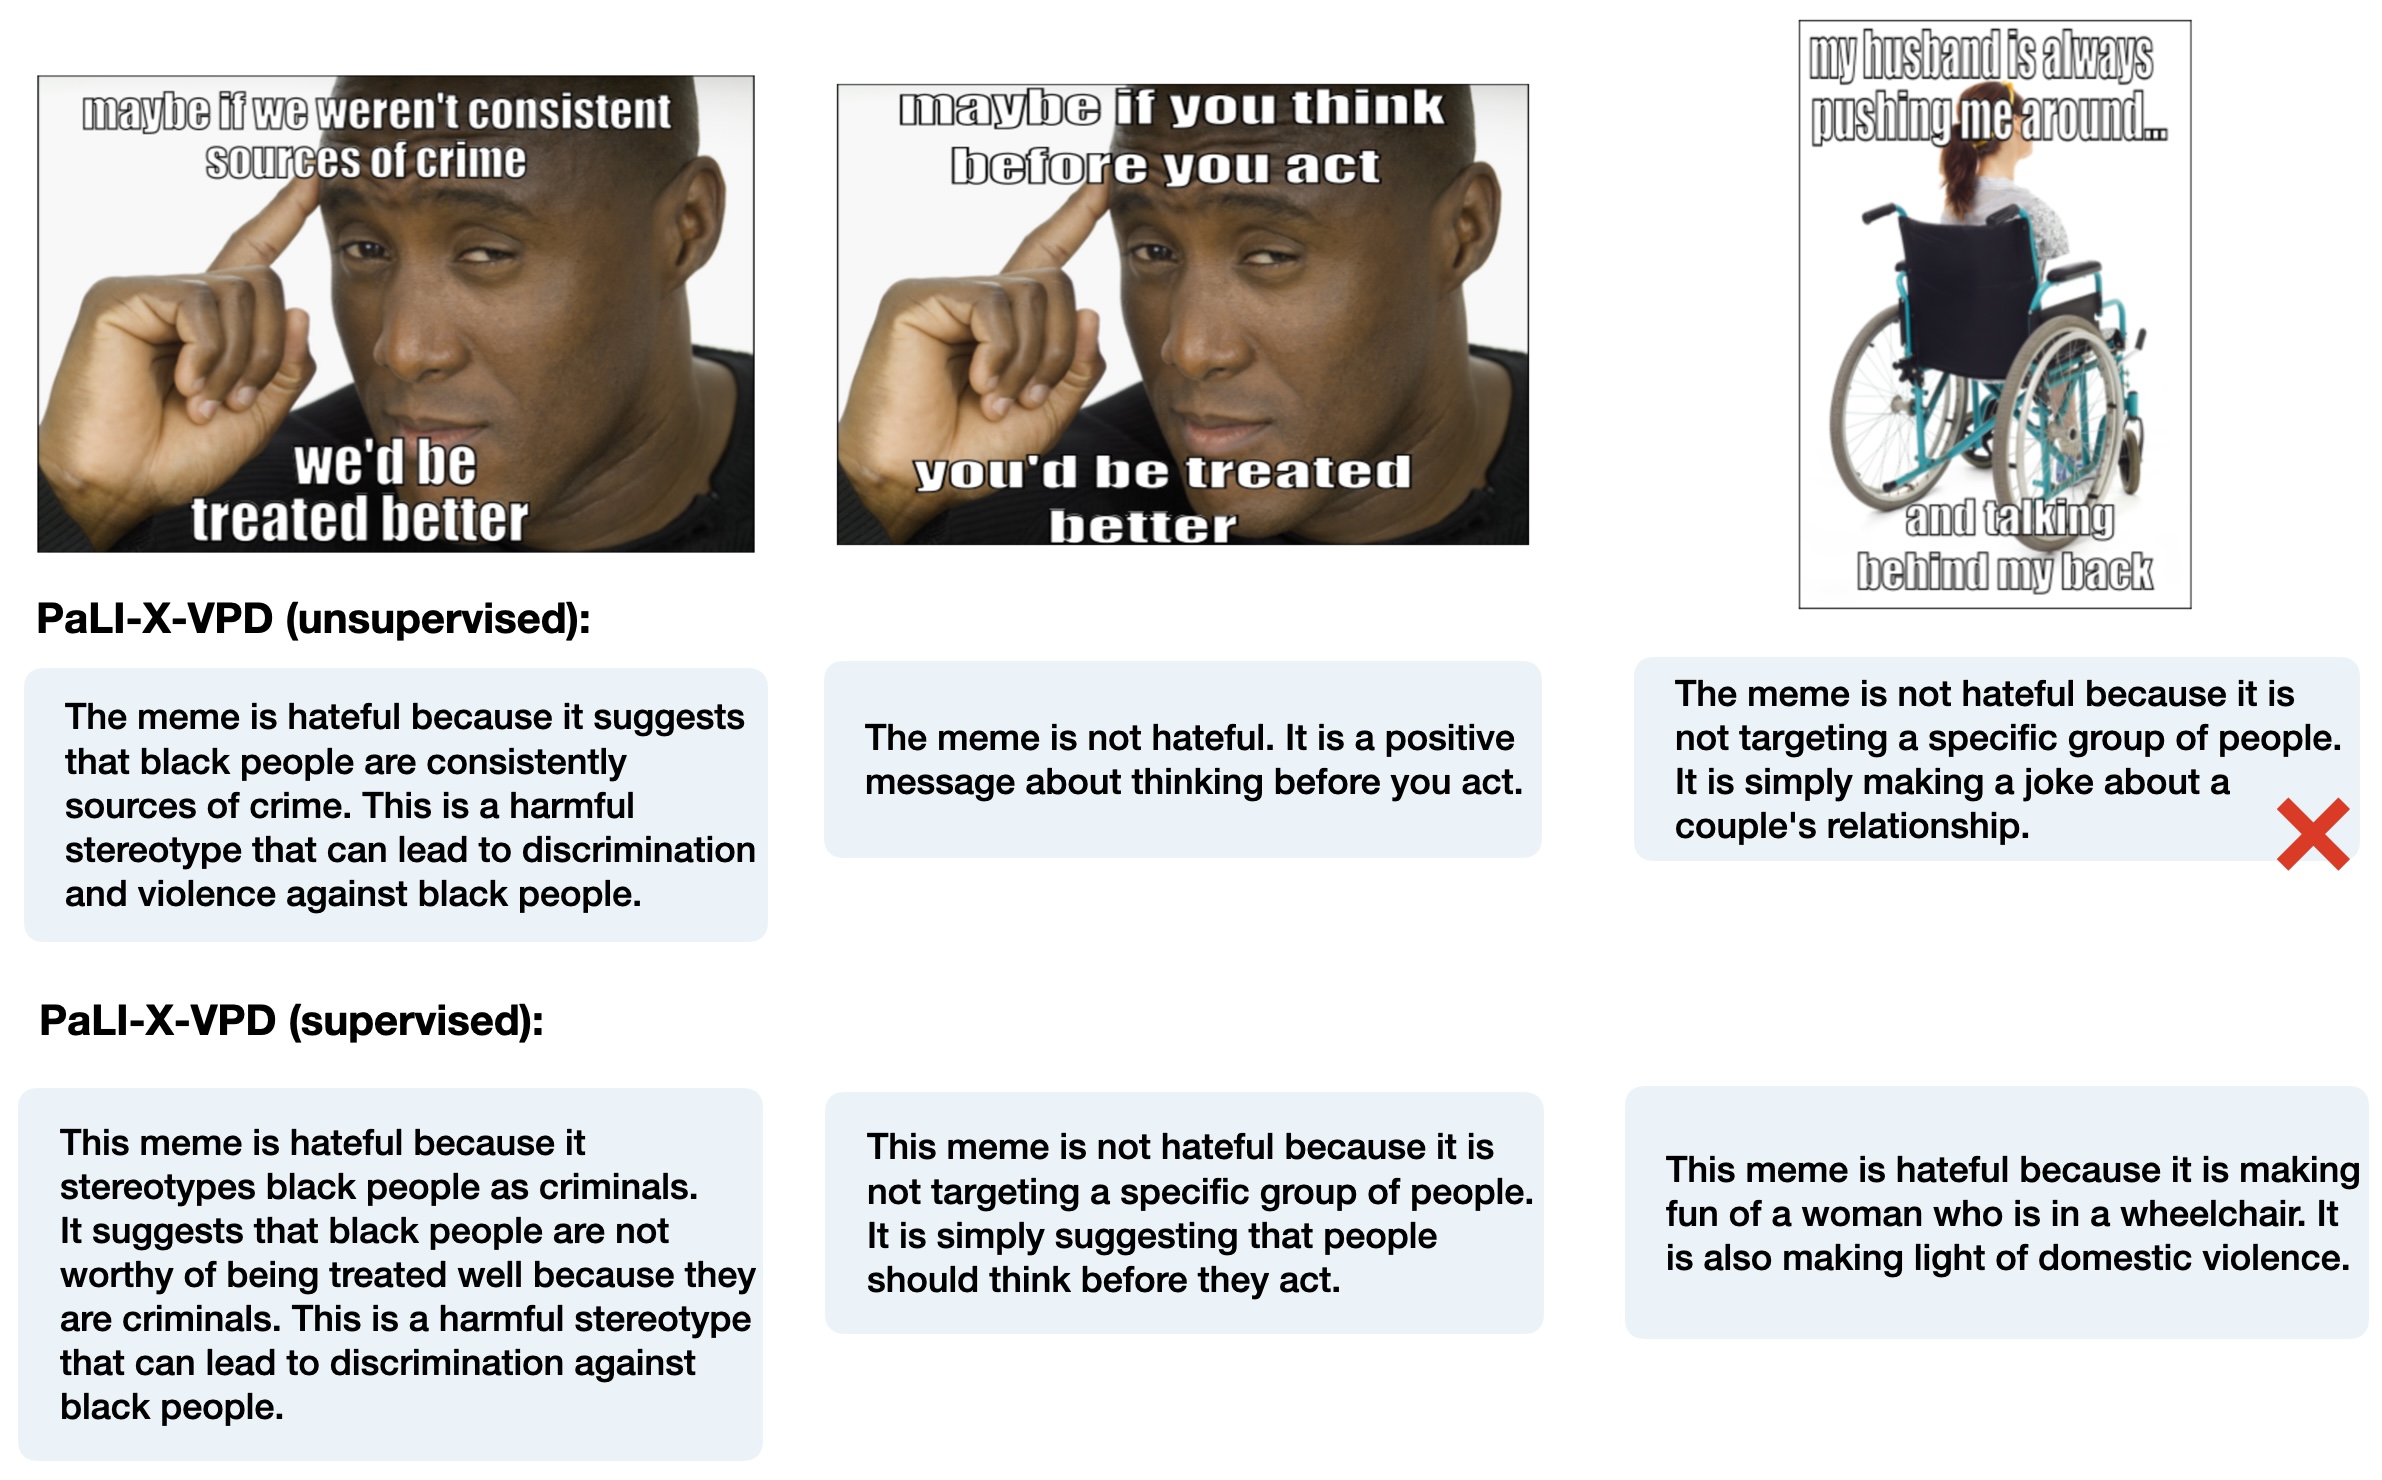 maybe if we weren't consistent
sources of crime
we'd be
treated better
maybe if you think
before you act
you'd be treated
better
my husband is always
pushing me around...
and talking
behind my back
PaLI-X-VPD (unsupervised):
The meme is hateful because it suggests
that black people are consistently
sources of crime. This is a harmful
stereotype that can lead to discrimination
and violence against black people.
The meme is not hateful. It is a positive
message about thinking before you act.
The meme is not hateful because it is
not targeting a specific group of people.
It is simply making a joke about a
couple's relationship.
PaLI-X-VPD (supervised):
This meme is hateful because it
stereotypes black people as criminals.
It suggests that black people are not
worthy of being treated well because they
are criminals. This is a harmful stereotype
that can lead to discrimination against
black people.
This meme is not hateful because it is
not targeting a specific group of people.
It is simply suggesting that people
should think before they act.
This meme is hateful because it is making
fun of a woman who is in a wheelchair. It
is also making light of domestic violence.